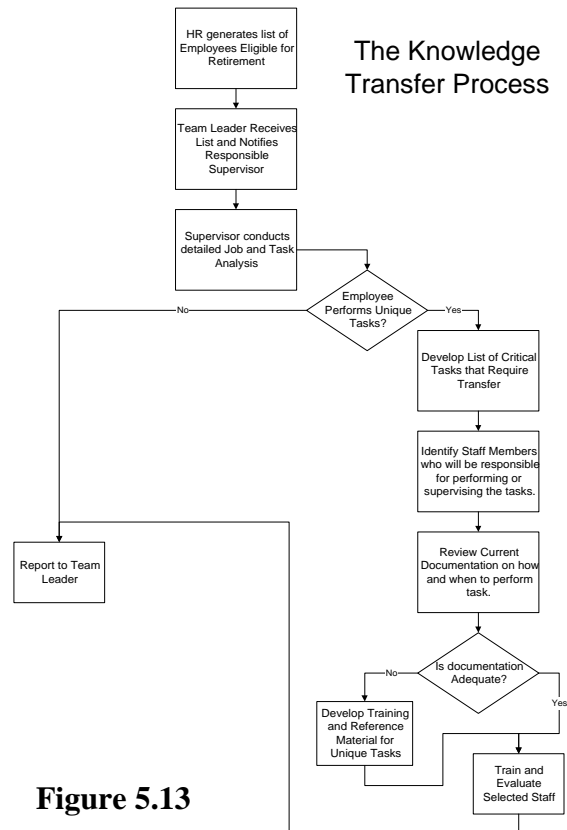 The Knowledge
Transfer Process
HR generates list of
Employees Eligible for
Retirement
Team Leader Receives
List and Notifies
Responsible
Supervisor
Supervisor conducts
detailed Job and Task
Analysis
Employee
Performs Unique
Tasks?
No
Yes
Develop List of Critical
Tasks that Require
Transfer
Identify Staff Members
who will be responsible
for performing or
supervising the tasks.
Report to Team
Leader
Review Current
Documentation on how
and when to perform
task.
Is documentation
Adequate?
No
Yes
Develop Training
and Reference
Material for
Unique Tasks
Train and
Evaluate
Selected Staff
Figure 5.13